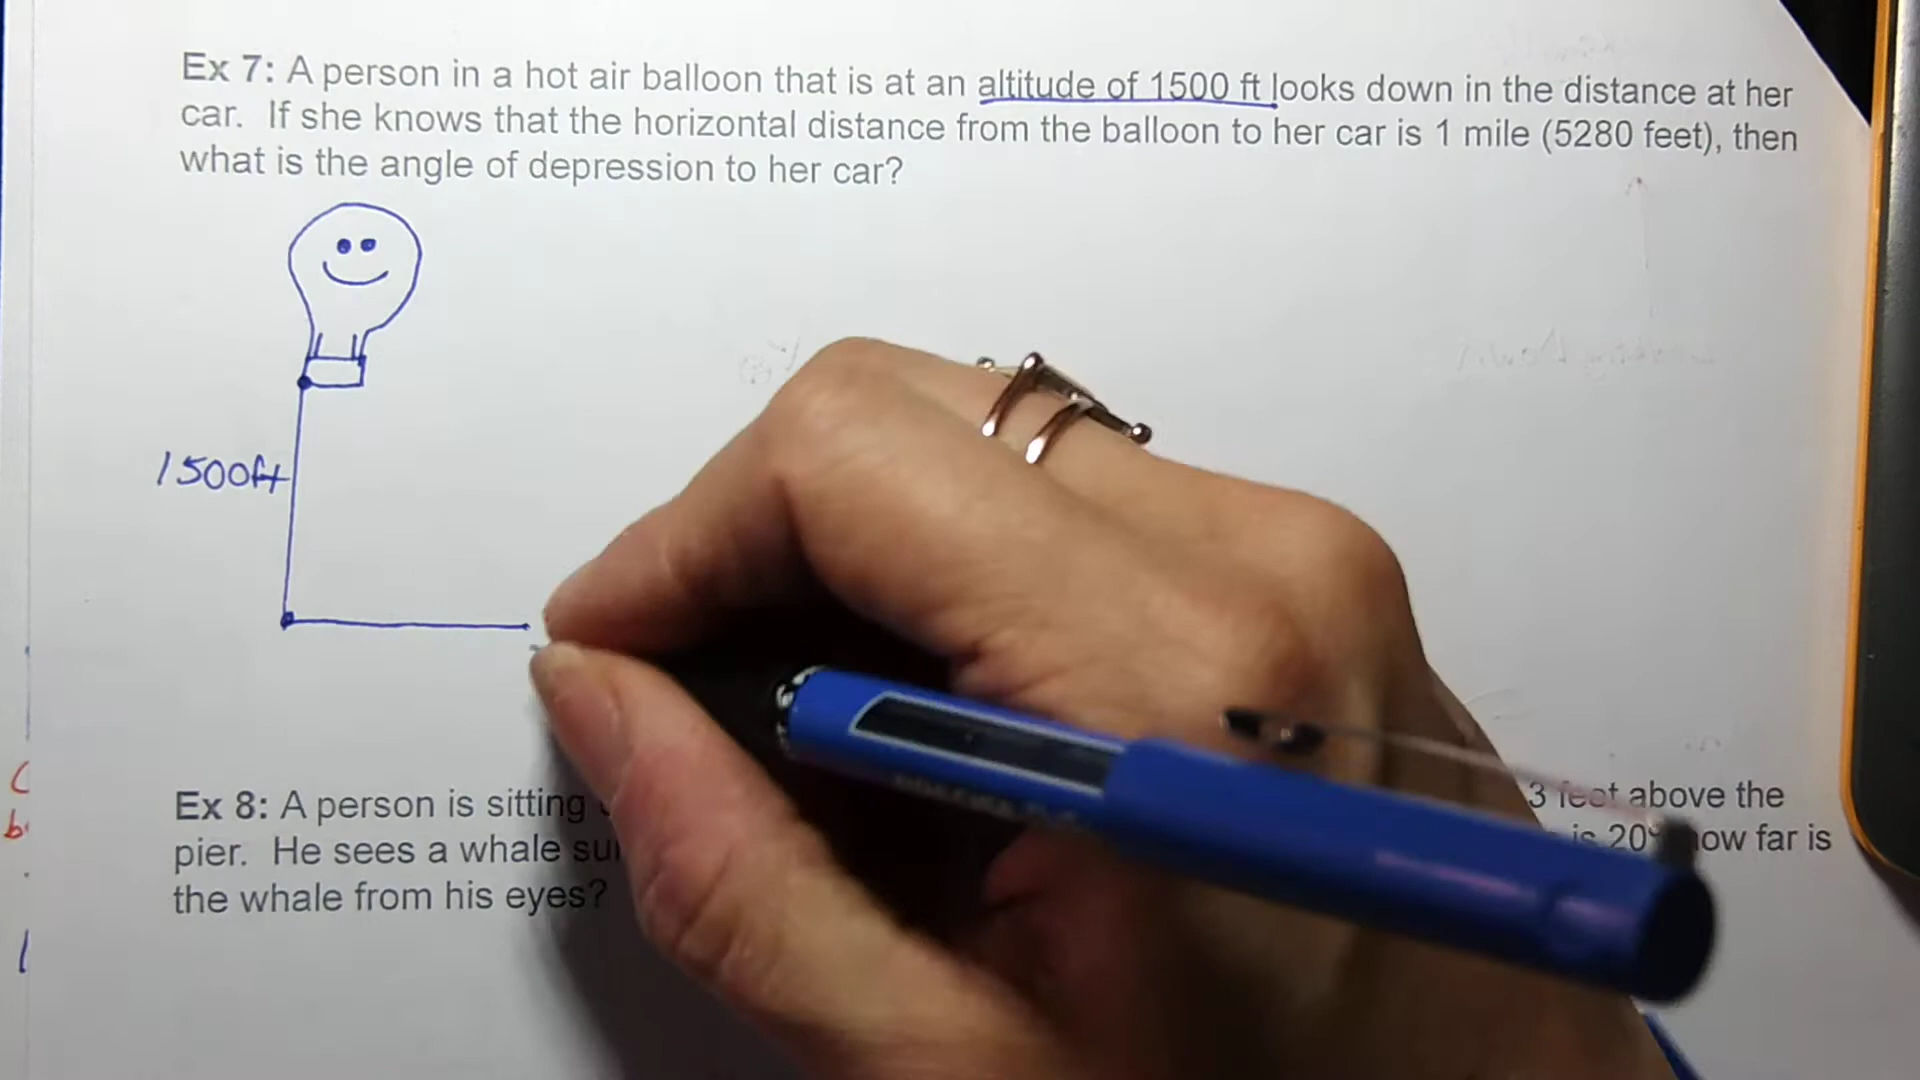 Ex 7: A person in a hot air balloon that is at an altitude of 1500 ft looks down in the distance at her
car. If she knows that the horizontal distance from the balloon to her car is 1 mile (5280 feet), then
what is the angle of depression to her car?
1500ft
Ex 8: A person is sitting
3 feet above the
pier. He sees a whale
is 20° how far is
the whale from his eyes?